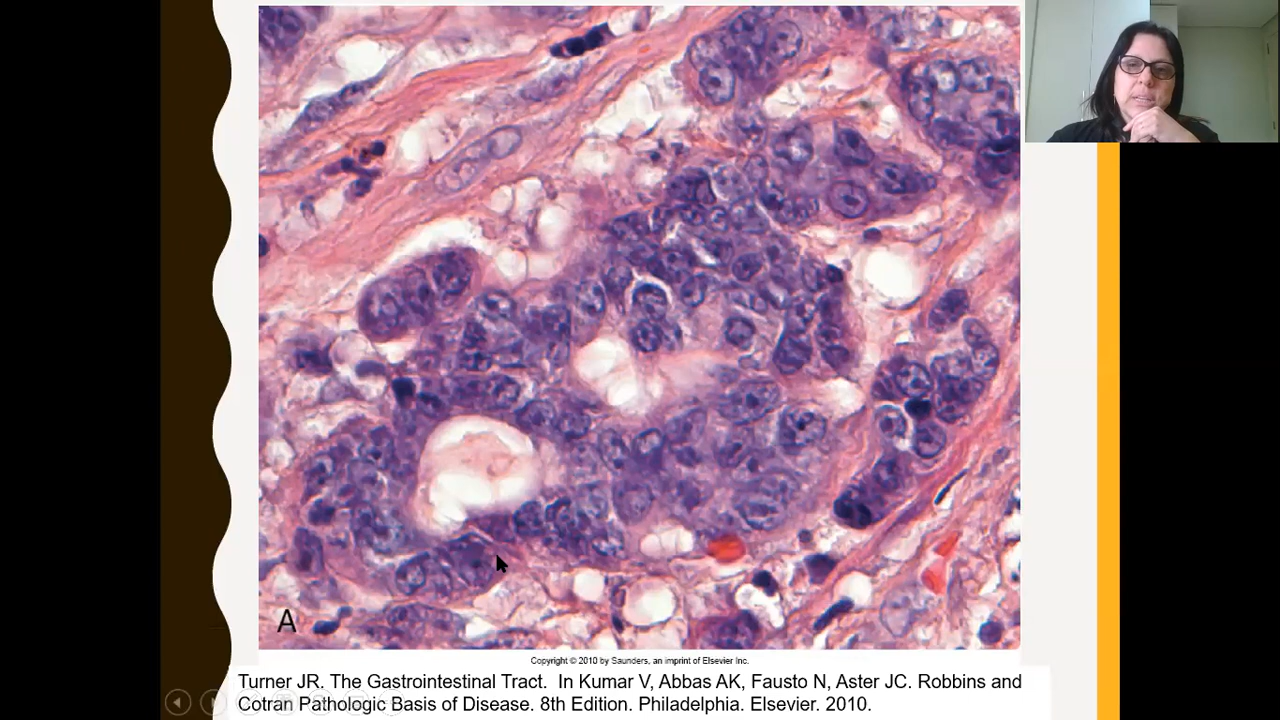 A
Copyright © 2010 by Saunders, an imprint of Elsevier Inc.
Turner JR. The Gastrointestinal Tract. In Kumar V, Abbas AK, Fausto N, Aster JC. Robbins and
Cotran Pathologic Basis of Disease. 8th Edition. Philadelphia. Elsevier. 2010.